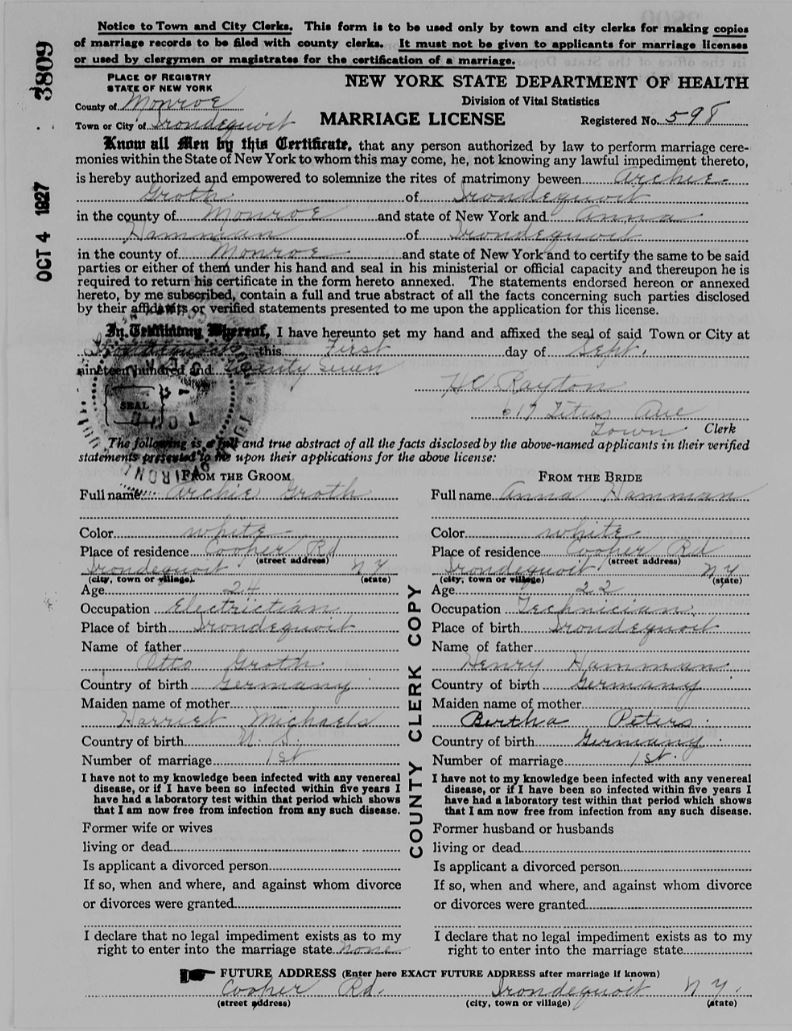 Notice to Town and City Clerks. This form is to be used only by town and city clerks for making copies
of marriage records to be filed with county clerks. It must not be given to applicants for marriage licenses
or used by clergymen or magistrates for the certification of a marriage.
3809
OCT 4 1927
PLACE OF REGISTRY
STATE OF NEW YORK
NEW YORK STATE DEPARTMENT OF HEALTH
County of Monroe
Division of Vital Statistics
Town or City of Irondequoit
MARRIAGE LICENSE
Registered No. 598
Know all Men by this Certificate, that any person authorized by law to perform marriage cere-
monies within the State of New York to whom this may come, he, not knowing any lawful impediment thereto,
is hereby authorized and empowered to solemnize the rites of matrimony beween Archie
Groth of Irondequoit
in the county of Monroe and state of New York and Anna
Hamman of Irondequoit
in the county of Monroe and state of New York and to certify the same to be said
parties or either of them under his hand and seal in his ministerial or official capacity and thereupon he is
required to return his certificate in the form hereto annexed. The statements endorsed hereon or annexed
hereto, by me subscribed, contain a full and true abstract of all the facts concerning such parties disclosed
by their affidavits or verified statements presented to me upon the application for this license.
In Testimony Whereof, I have hereunto set my hand and affixed the seal of said Town or City at
this First day of Sept.
nineteen hundred and twenty seven
SEAL
Titus Ave
Town Clerk
The following is a full and true abstract of all the facts disclosed by the above-named applicants in their verified
statements presented to me upon their applications for the above license:
FROM THE GROOM
Full name Archie Groth
Color white
Place of residence Cooper Rd
(street address)
Irondequoit NY
(city, town or village) (state)
Age 24
Occupation Electrictian
Place of birth Irondequoit
Name of father
Otto Groth
Country of birth Germany
Maiden name of mother
Harriet Michaels
Country of birth U.S.
Number of marriage 1st
I have not to my knowledge been infected with any venereal
disease, or if I have been so infected within five years I
have had a laboratory test within that period which shows
that I am now free from infection from any such disease.
Former wife or wives
living or dead
Is applicant a divorced person
If so, when and where, and against whom divorce
or divorces were granted
I declare that no legal impediment exists as to my
right to enter into the marriage state none
COUNTY CLERK COPY
FROM THE BRIDE
Full name Anna Hamman
Color white
Place of residence Cooper Rd
(street address)
Irondequoit NY
(city, town or village) (state)
Age 22
Occupation Technician
Place of birth Irondequoit
Name of father
Henry Hamman
Country of birth Germany
Maiden name of mother
Bertha Peters
Country of birth Germany
Number of marriage 1st
I have not to my knowledge been infected with any venereal
disease, or if I have been so infected within five years I
have had a laboratory test within that period which shows
that I am now free from infection from any such disease.
Former husband or husbands
living or dead
Is applicant a divorced person
If so, when and where, and against whom divorce
or divorces were granted
I declare that no legal impediment exists as to my
right to enter into the marriage state
FUTURE ADDRESS (Enter here EXACT FUTURE ADDRESS after marriage if known)
Cooper Rd. Irondequoit NY.
(street address) (city, town or village) (state)